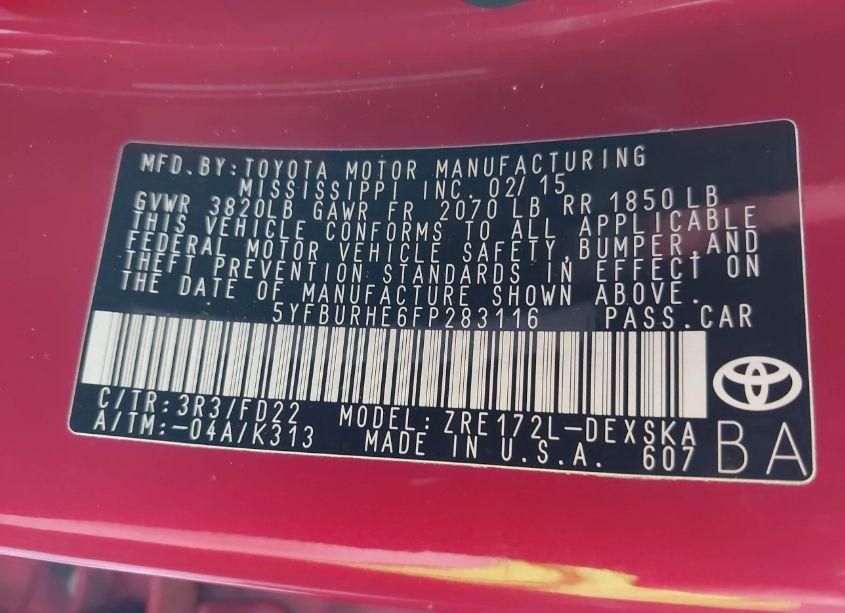 MFD.BY:TOYOTA MOTOR MANUFACTURING
MISSISSIPPI INC. 02/15
GVWR 3820LB GAWR FR 2070 LB RR 1850 LB
THIS VEHICLE CONFORMS TO ALL APPLICABLE
FEDERAL MOTOR VEHICLE SAFETY,BUMPER,AND
THEFT PREVENTION STANDARDS IN EFFECT ON
THE DATE OF MANUFACTURE SHOWN ABOVE.
5YFBURHE6FP283116 PASS.CAR
C/TR:3R3/FD22 MODEL:ZRE172L-DEXSKA
A/TM:-04A/K313 MADE IN U.S.A. 607 BA